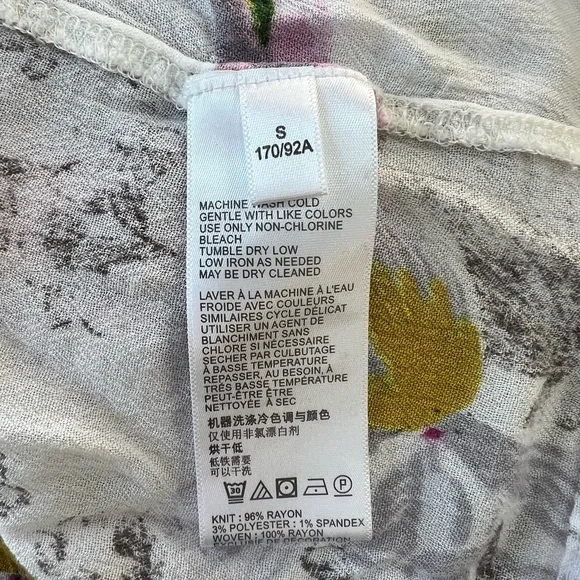 S
170/92A
MACHINE WASH COLD
GENTLE WITH LIKE COLORS
USE ONLY NON-CHLORINE
BLEACH
TUMBLE DRY LOW
LOW IRON AS NEEDED
MAY BE DRY CLEANED
LAVER À LA MACHINE À L'EAU
FROIDE AVEC COULEURS
SIMILAIRES CYCLE DÉLICAT
UTILISER UN AGENT DE
BLANCHIMENT SANS
CHLORE SI NÉCESSAIRE
SECHER PAR CULBUTAGE
À BASSE TEMPÉRATURE
REPASSER, AU BESOIN, À
TRÈS BASSE TEMPÉRATURE
PEUT-ÊTRE ÊTRE
NETTOYÉE À SEC
机器洗涤冷色调与颜色
仅使用非氯漂白剂
烘干低
低铁需要
可以干洗
30 P
KNIT : 96% RAYON
3% POLYESTER : 1% SPANDEX
WOVEN : 100% RAYON
EXCLUSIVE OF DECORATION